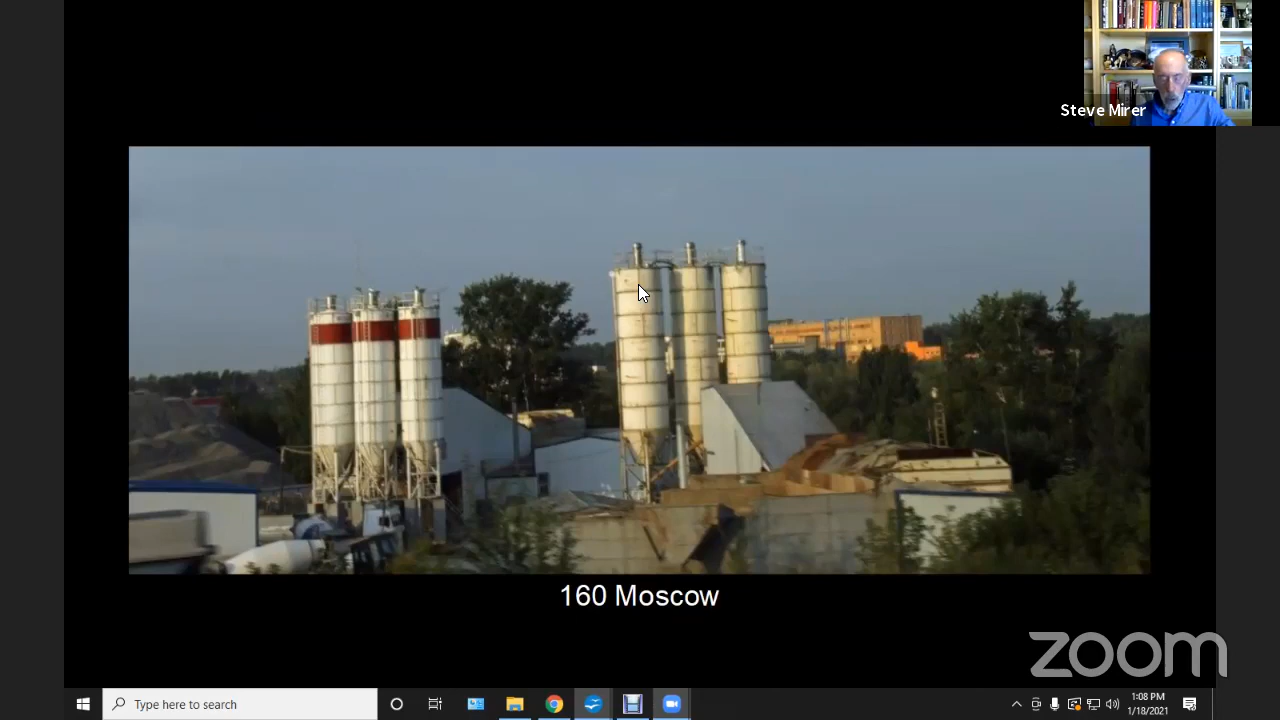 Steve Mirer
160 Moscow
zoom
Type here to search
1:08 PM
1/18/2021